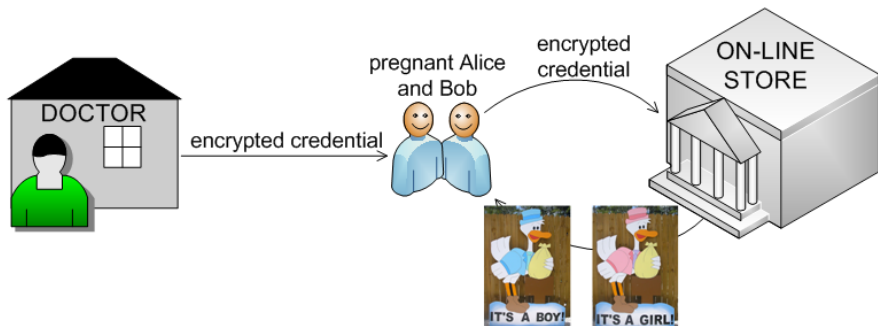 DOCTOR
encrypted credential
pregnant Alice
and Bob
encrypted
credential
ON-LINE
STORE
IT'S A BOY!
IT'S A GIRL!